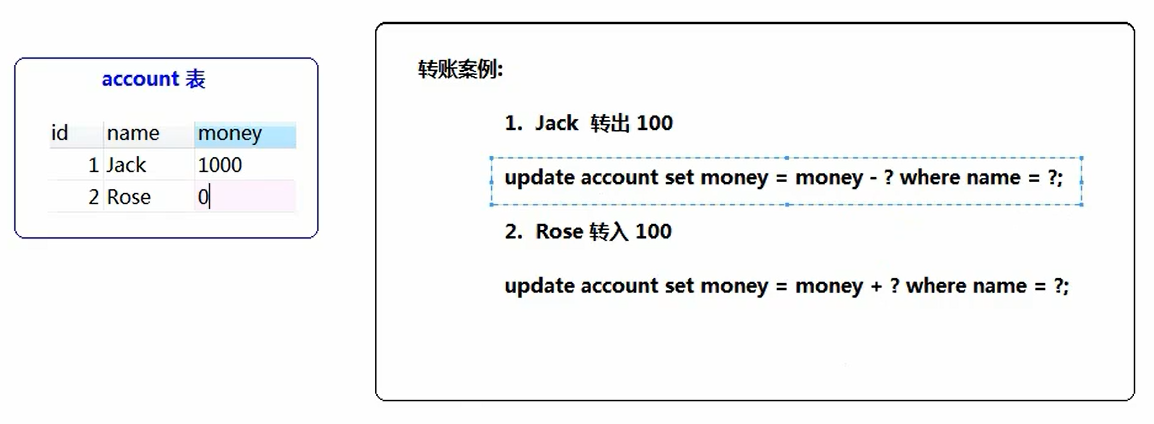 account 表
id name money
1 Jack 1000
2 Rose 0
转账案例:
1. Jack 转出 100
update account set money = money - ? where name = ?;
2. Rose 转入 100
update account set money = money + ? where name = ?;